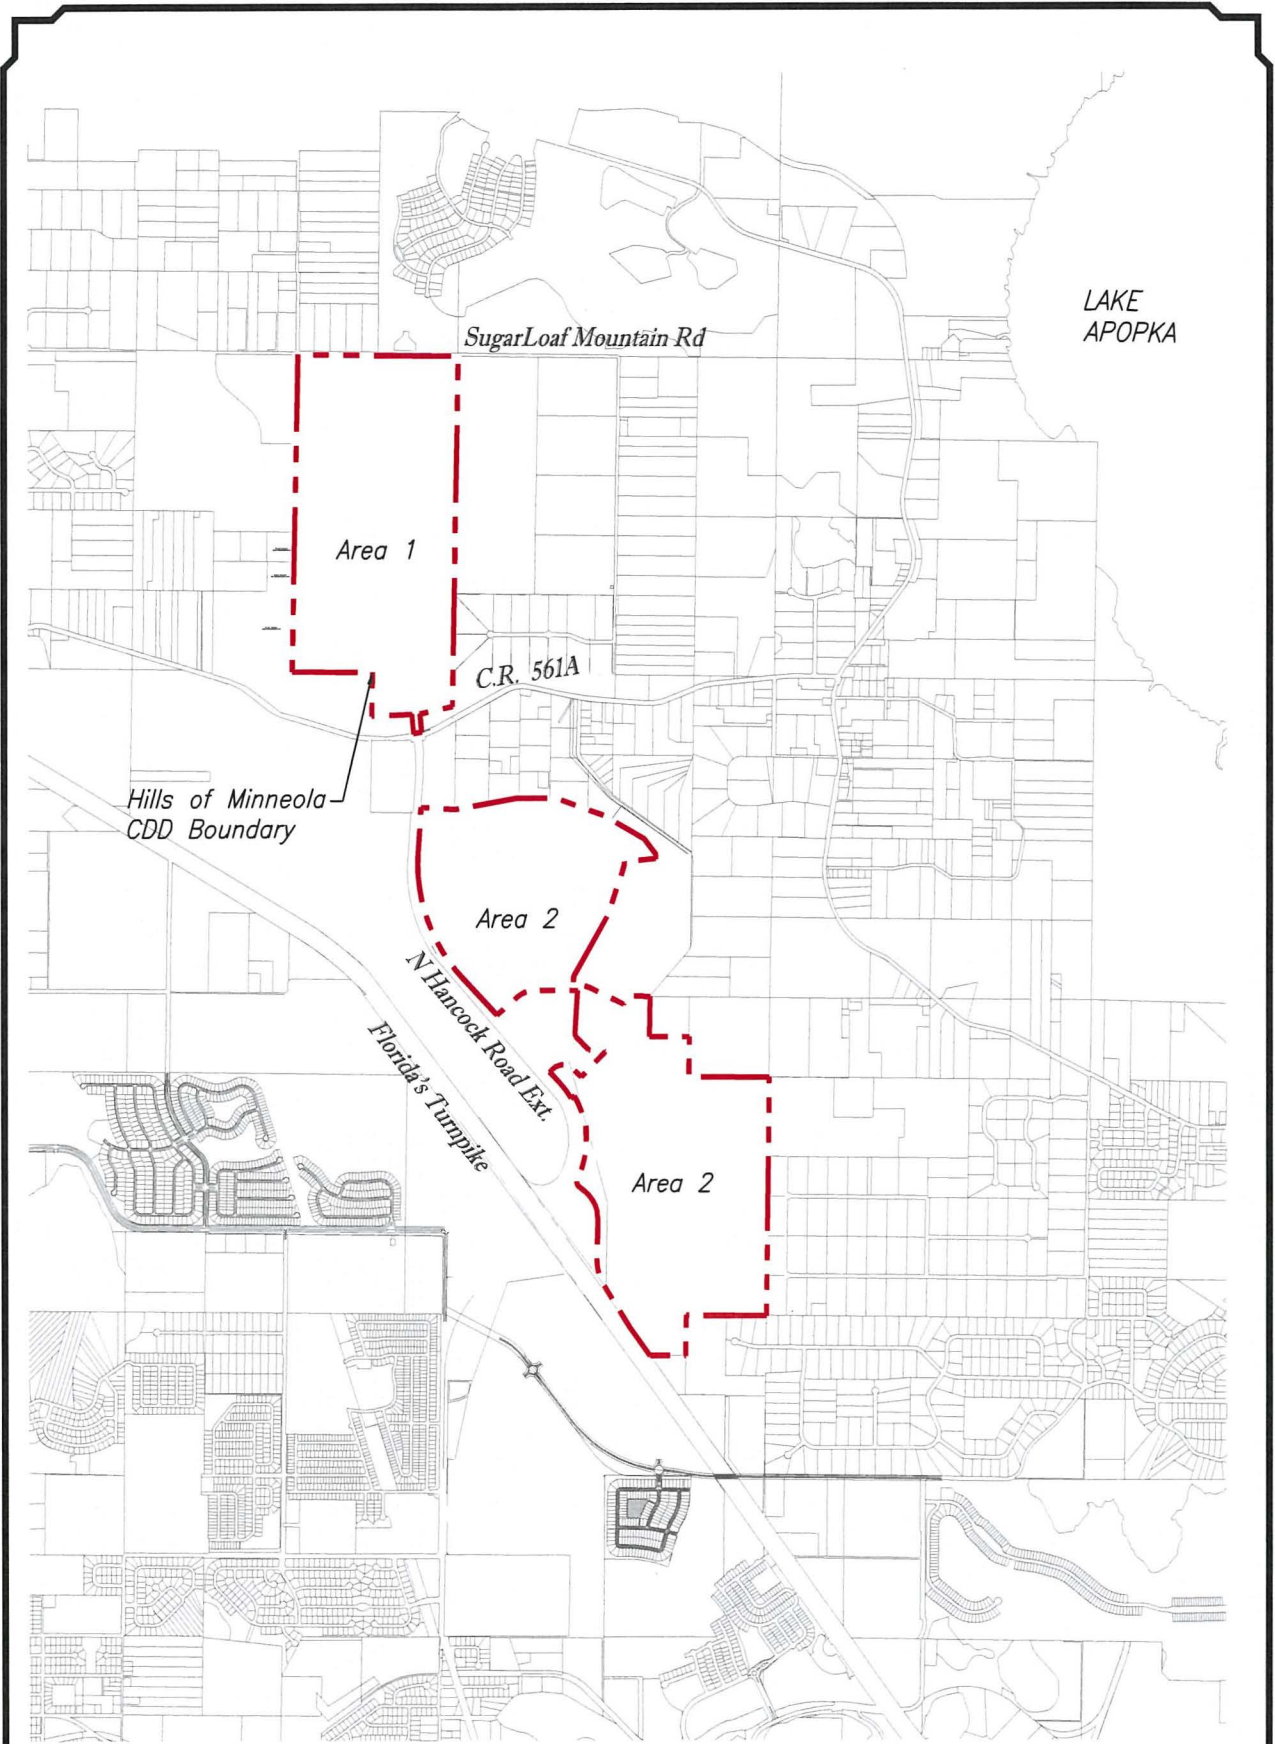 LAKE
APOPKA
SugarLoaf Mountain Rd
Area 1
C.R. 561A
Hills of Minneola
CDD Boundary
Area 2
N Hancock Road Ext.
Florida's Turnpike
Area 2